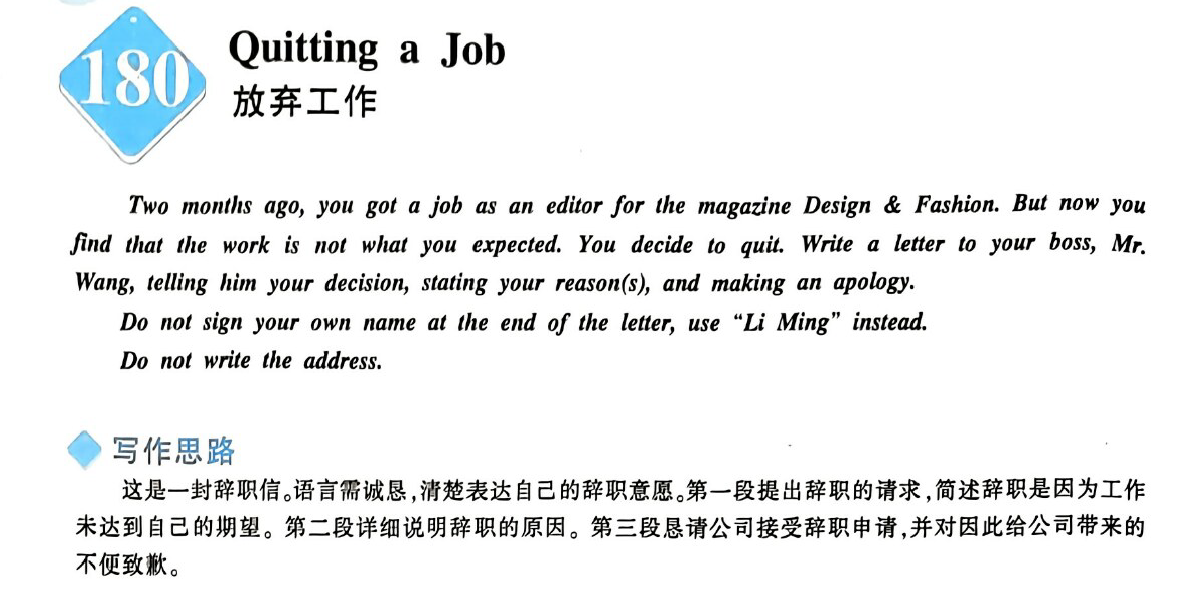 180
Quitting a Job
放弃工作
Two months ago, you got a job as an editor for the magazine Design & Fashion. But now you
find that the work is not what you expected. You decide to quit. Write a letter to your boss, Mr.
Wang, telling him your decision, stating your reason(s), and making an apology.
Do not sign your own name at the end of the letter, use “Li Ming” instead.
Do not write the address.
写作思路
这是一封辞职信。语言需诚恳,清楚表达自己的辞职意愿。第一段提出辞职的请求,简述辞职是因为工作
未达到自己的期望。第二段详细说明辞职的原因。第三段恳请公司接受辞职申请,并对因此给公司带来的
不便致歉。